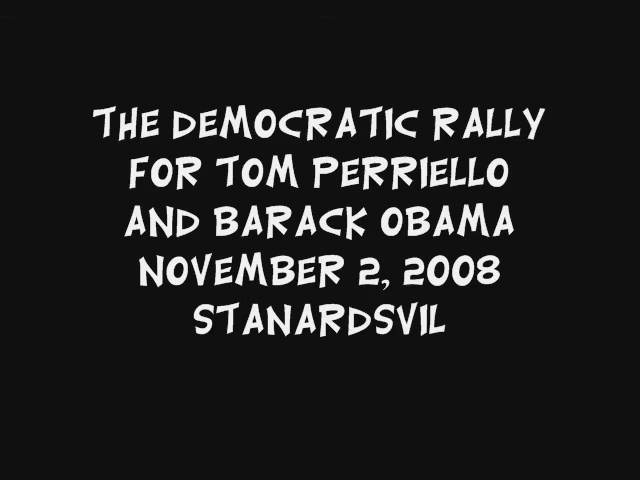 THE DEMOCRATIC RALLY
FOR TOM PERRIELLO
AND BARACK OBAMA
NOVEMBER 2, 2008
STANARDSVIL